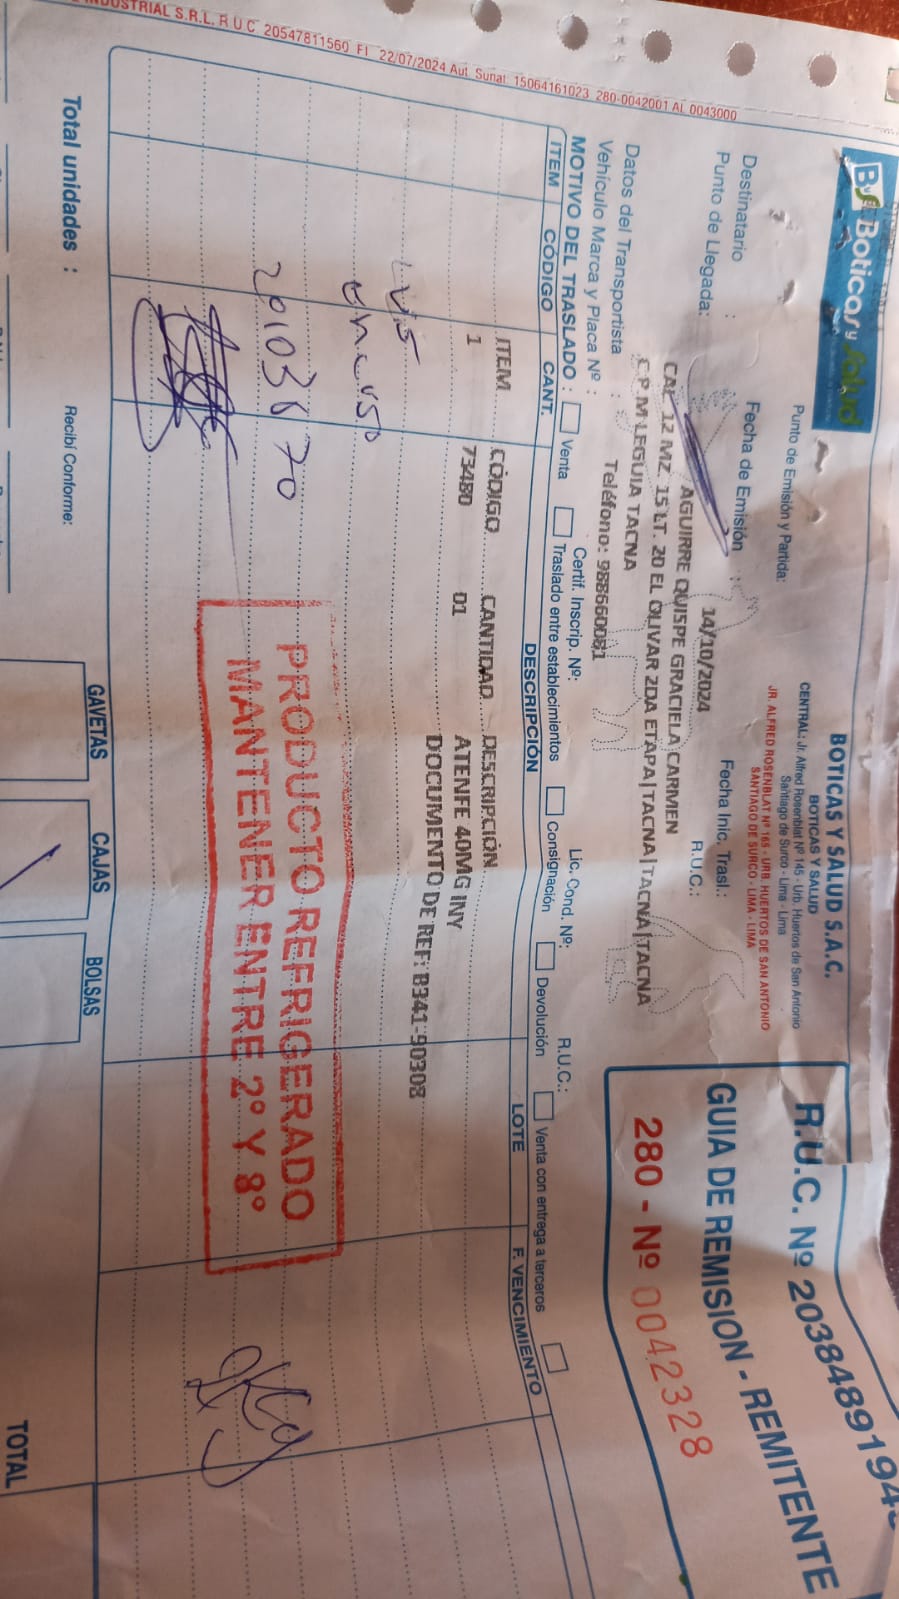 INDUSTRIAL S.R.L. R U C 20547811560 FI 22/07/2024 Aut Sunat: 15064161023 280-0042001 AL 0043000
ByS Boticas y Salud
BOTICAS Y SALUD S.A.C.
BOTICAS Y SALUD
CENTRAL: Jr. Alfred Rosenblat Nº 145 - Urb. Huertos de San Antonio
Santiago de Surco - Lima - Lima
Punto de Emisión y Partida:
JR. ALFRED ROSENBLAT Nº 165 - URB. HUERTOS DE SAN ANTONIO
SANTIAGO DE SURCO - LIMA - LIMA
R.U.C. Nº 2038489194
GUIA DE REMISION - REMITENTE
280 - Nº 0042328
Fecha de Emisión : 14/10/2024 Fecha Inic. Trasl.:
Destinatario : AGUIRRE QUISPE GRACIELA CARMEN R.U.C.:
Punto de Llegada: CAL 12 MZ. 15 LT. 20 EL OLIVAR 2DA ETAPA|TACNA|TACNA|TACNA
C.P.M LEGUIA TACNA
Datos del Transportista : Teléfono: 988660081 R.U.C.:
Vehículo Marca y Placa Nº : Certif. Inscrip. Nº: Lic. Cond. Nº:
MOTIVO DEL TRASLADO : Venta Traslado entre establecimientos Consignación Devolución Venta con entrega a terceros
ITEM CÓDIGO CANT. DESCRIPCIÓN LOTE F. VENCIMIENTO
ITEM CÓDIGO CANTIDAD DESCRIPCIÓN
1 73480 01 ATENFE 40MG INY
DOCUMENTO DE REF: B341-90308
Luis
20103870
PRODUCTO REFRIGERADO
MANTENER ENTRE 2° Y 8°
GAVETAS CAJAS BOLSAS
Total unidades :
Recibí Conforme:
TOTAL